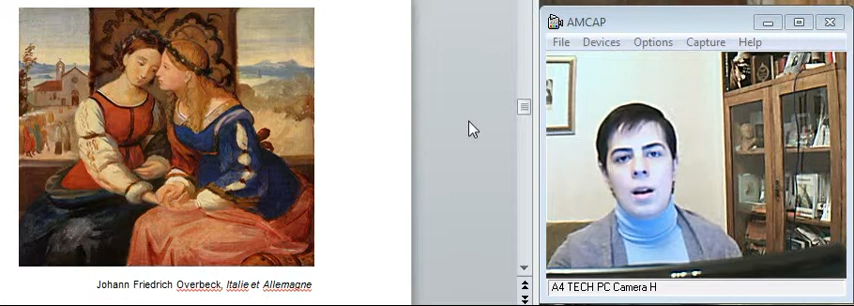 Johann Friedrich Overbeck, Italie et Allemagne
AMCAP
File Devices Options Capture Help
A4 TECH PC Camera H